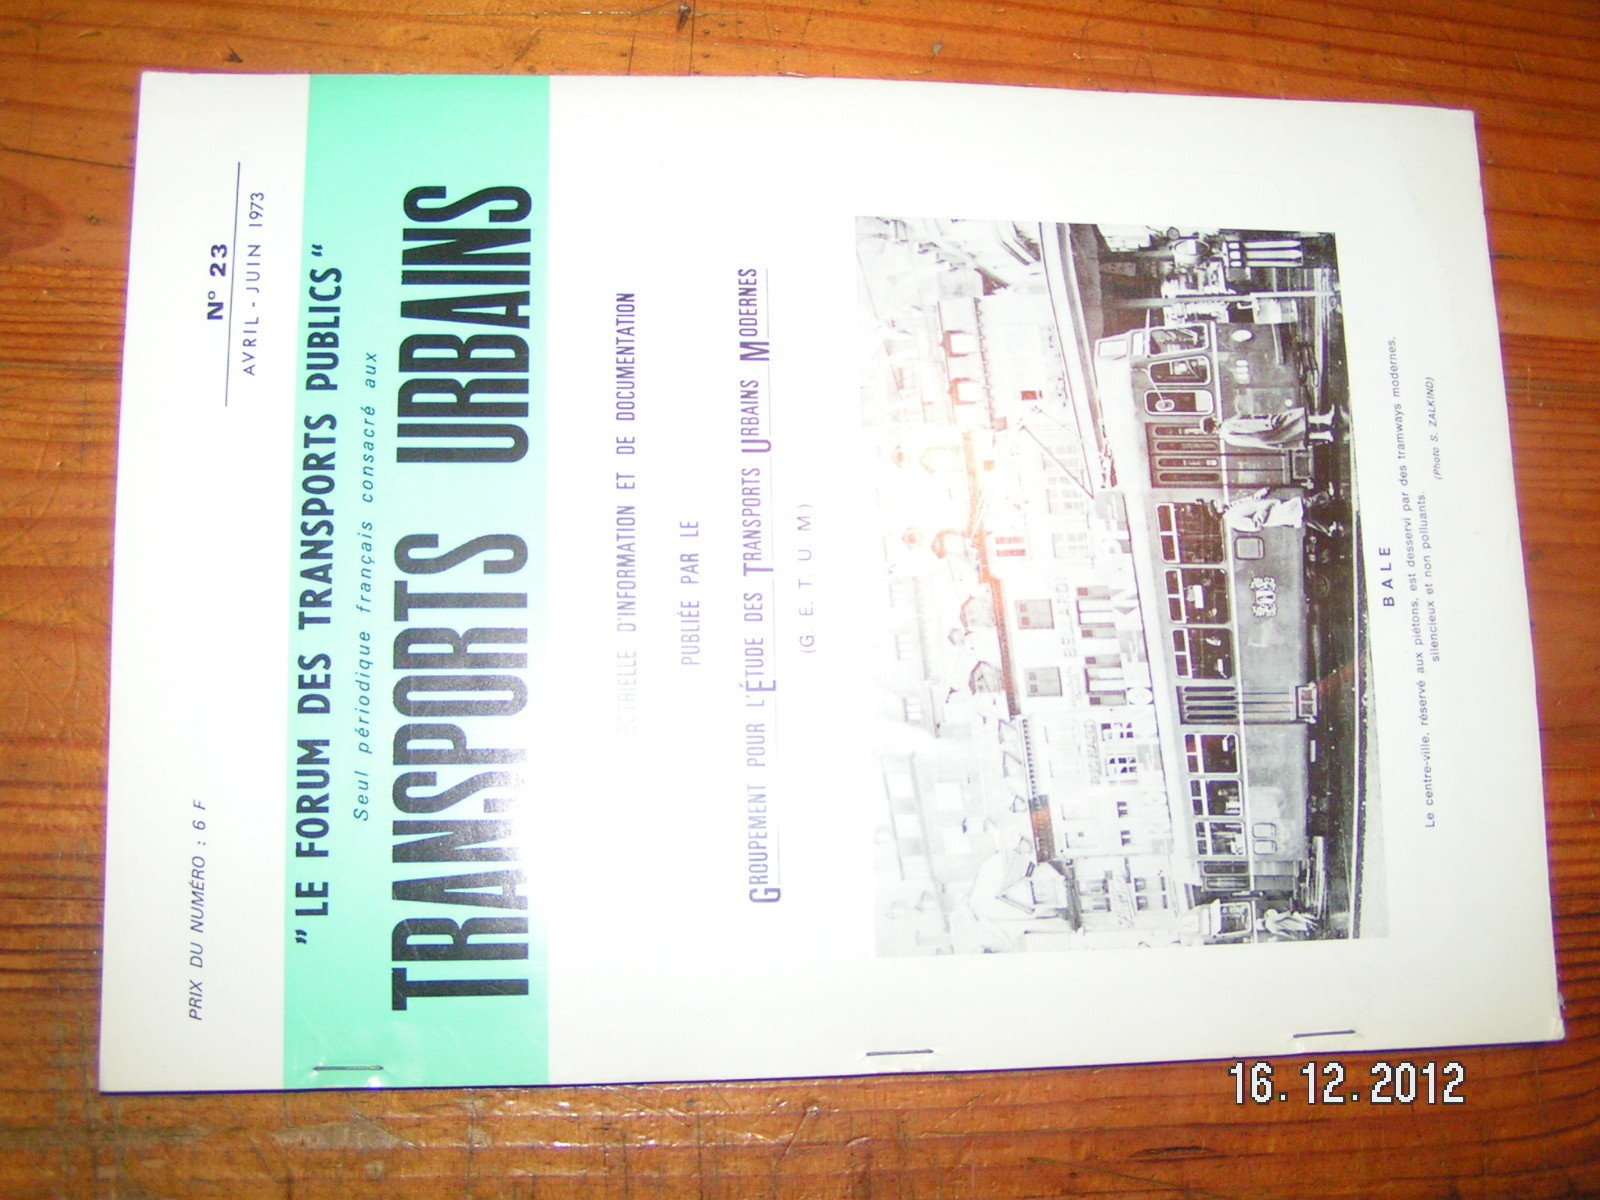 PRIX DU NUMÉRO : 6 F
N° 23
AVRIL - JUIN 1973
"LE FORUM DES TRANSPORTS PUBLICS"
Seul périodique français consacré aux
TRANSPORTS URBAINS
D'INFORMATION ET DE DOCUMENTATION
PUBLIÉE PAR LE
GROUPEMENT POUR L'ÉTUDE DES TRANSPORTS URBAINS MODERNES
(G.E.T.U.M)
BALE
Le centre-ville, réservé aux piétons, est desservi par des tramways modernes,
silencieux et non polluants.
(Photo S. ZALKIND)
16.12.2012